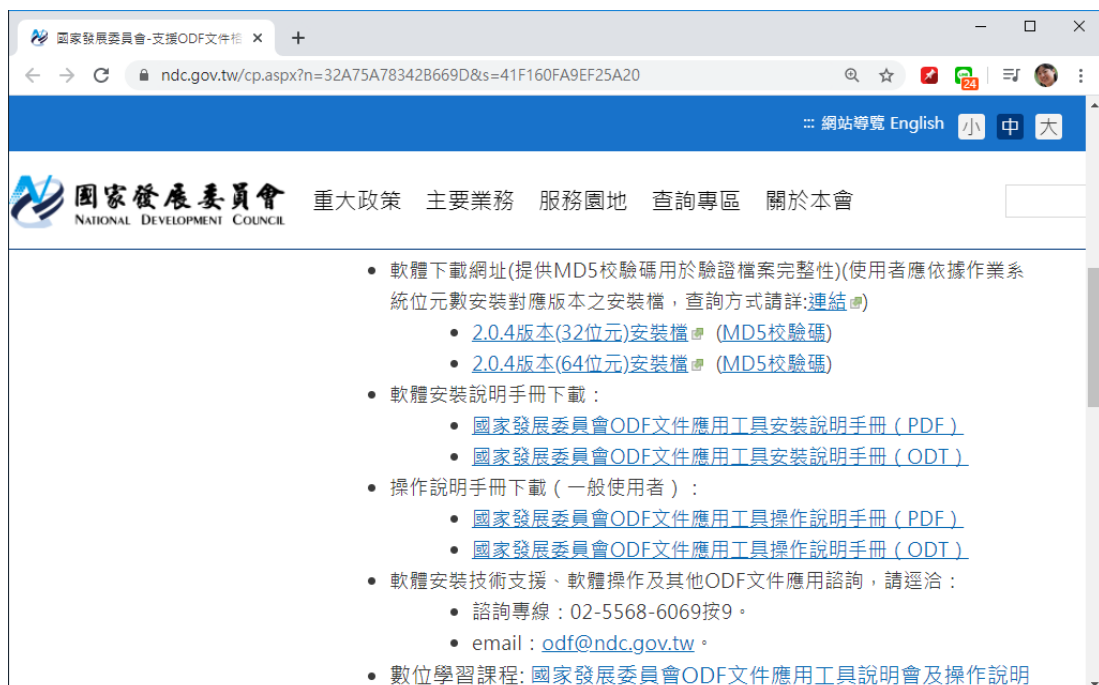 國家發展委員會-支援ODF文件相
ndc.gov.tw/cp.aspx?n=32A75A78342B669D&s=41F160FA9EF25A20
24
網站導覽 English 小 中 大
國家發展委員會
NATIONAL DEVELOPMENT COUNCIL
重大政策 主要業務 服務園地 查詢專區 關於本會
軟體下載網址(提供MD5校驗碼用於驗證檔案完整性)(使用者應依據作業系
統位元數安裝對應版本之安裝檔，查詢方式請詳:連結)
2.0.4版本(32位元)安裝檔 (MD5校驗碼)
2.0.4版本(64位元)安裝檔 (MD5校驗碼)
軟體安裝說明手冊下載：
國家發展委員會ODF文件應用工具安裝說明手冊（PDF）
國家發展委員會ODF文件應用工具安裝說明手冊（ODT）
操作說明手冊下載（一般使用者）：
國家發展委員會ODF文件應用工具操作說明手冊（PDF）
國家發展委員會ODF文件應用工具操作說明手冊（ODT）
軟體安裝技術支援、軟體操作及其他ODF文件應用諮詢，請逕洽：
諮詢專線：02-5568-6069按9。
email：odf@ndc.gov.tw。
數位學習課程: 國家發展委員會ODF文件應用工具說明會及操作說明